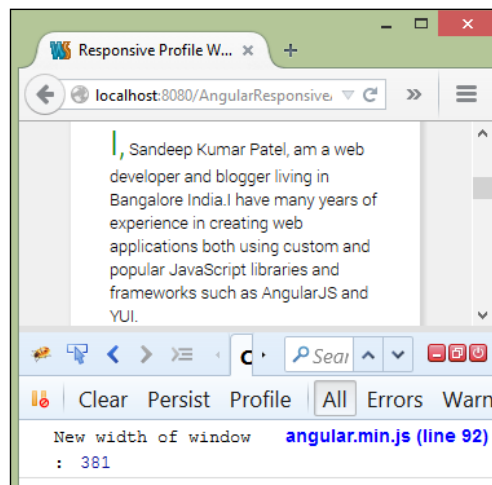 Responsive Profile W...
localhost:8080/AngularResponsive
I, Sandeep Kumar Patel, am a web
developer and blogger living in
Bangalore India.I have many years of
experience in creating web
applications both using custom and
popular JavaScript libraries and
frameworks such as AngularJS and
YUI.
Sear
Clear Persist Profile All Errors Warn
New width of window angular.min.js (line 92)
: 381